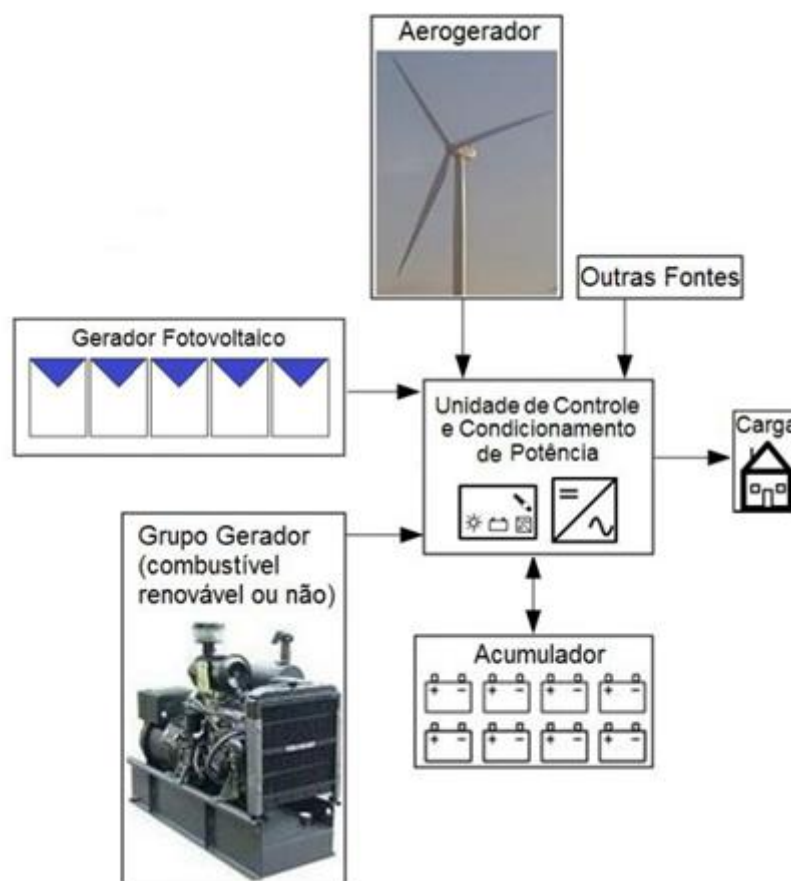 Aerogerador
Outras Fontes
Gerador Fotovoltaico
Unidade de Controle
e Condicionamento
de Potência
Carga
Grupo Gerador
(combustível
renovável ou não)
Acumulador
+ - + - + - + -
+ - + - + - + -